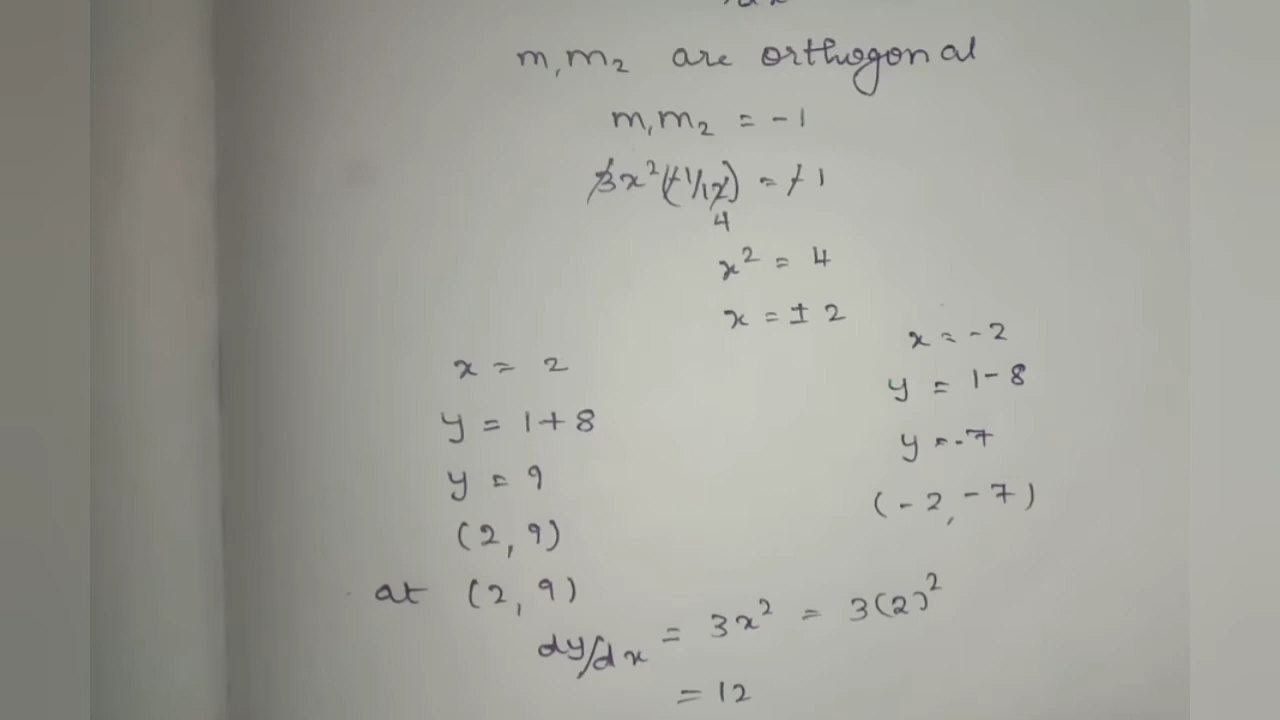 m₁m₂ are orthogonal
m₁m₂ = -1
3x²(-1/12) = -1
4
x² = 4
x = ± 2
x = 2
y = 1+8
y = 9
(2, 9)
x = -2
y = 1-8
y = -7
(-2, -7)
at (2, 9)
dy/dx = 3x² = 3(2)²
= 12